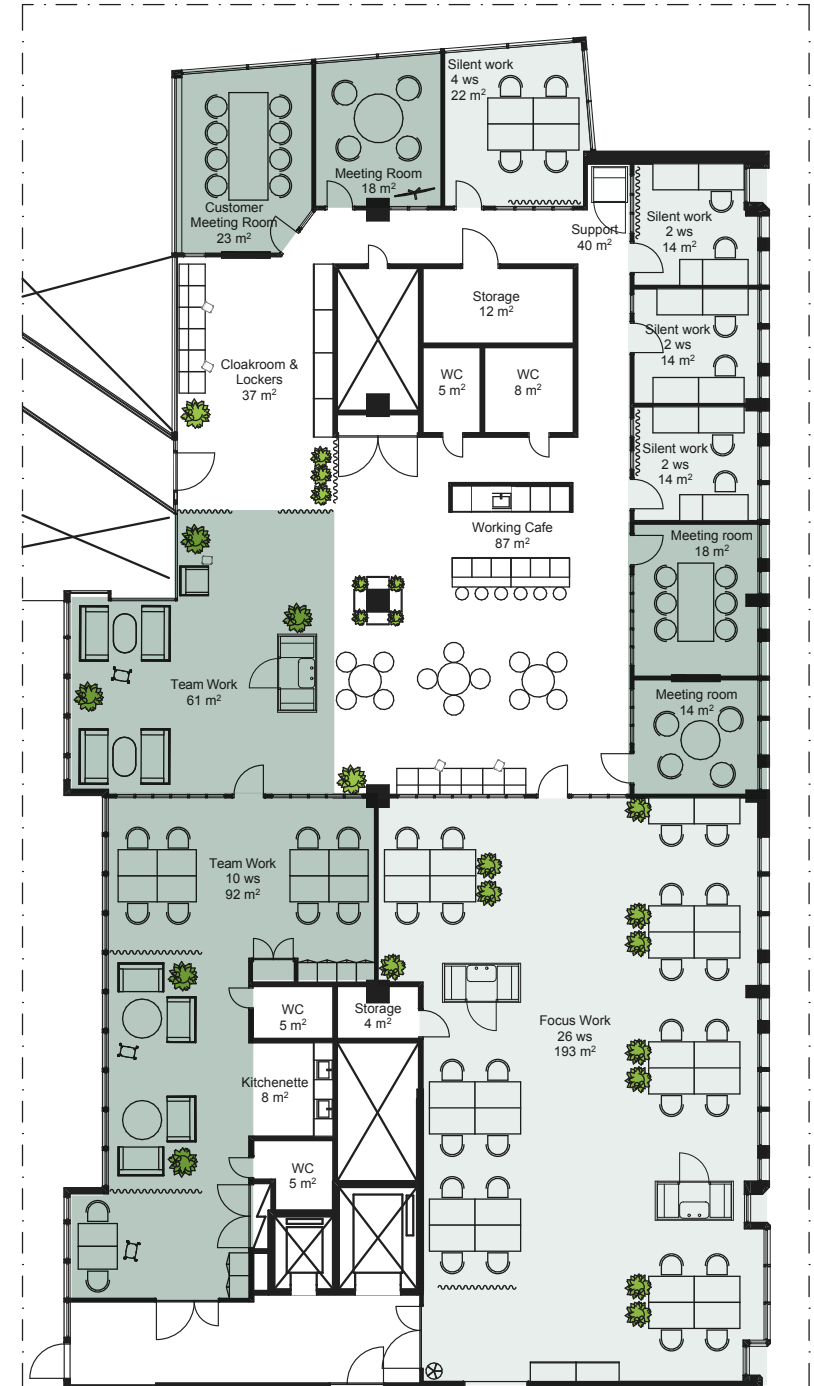 Silent work
4 ws
22 m²
Meeting Room
18 m²
Customer
Meeting Room
23 m²
Support
40 m²
Silent work
2 ws
14 m²
Storage
12 m²
Silent work
2 ws
14 m²
Cloakroom &
Lockers
37 m²
WC
5 m²
WC
8 m²
Silent work
2 ws
14 m²
Working Cafe
87 m²
Meeting room
18 m²
Team Work
61 m²
Meeting room
14 m²
Team Work
10 ws
92 m²
WC
5 m²
Storage
4 m²
Focus Work
26 ws
193 m²
Kitchenette
8 m²
WC
5 m²